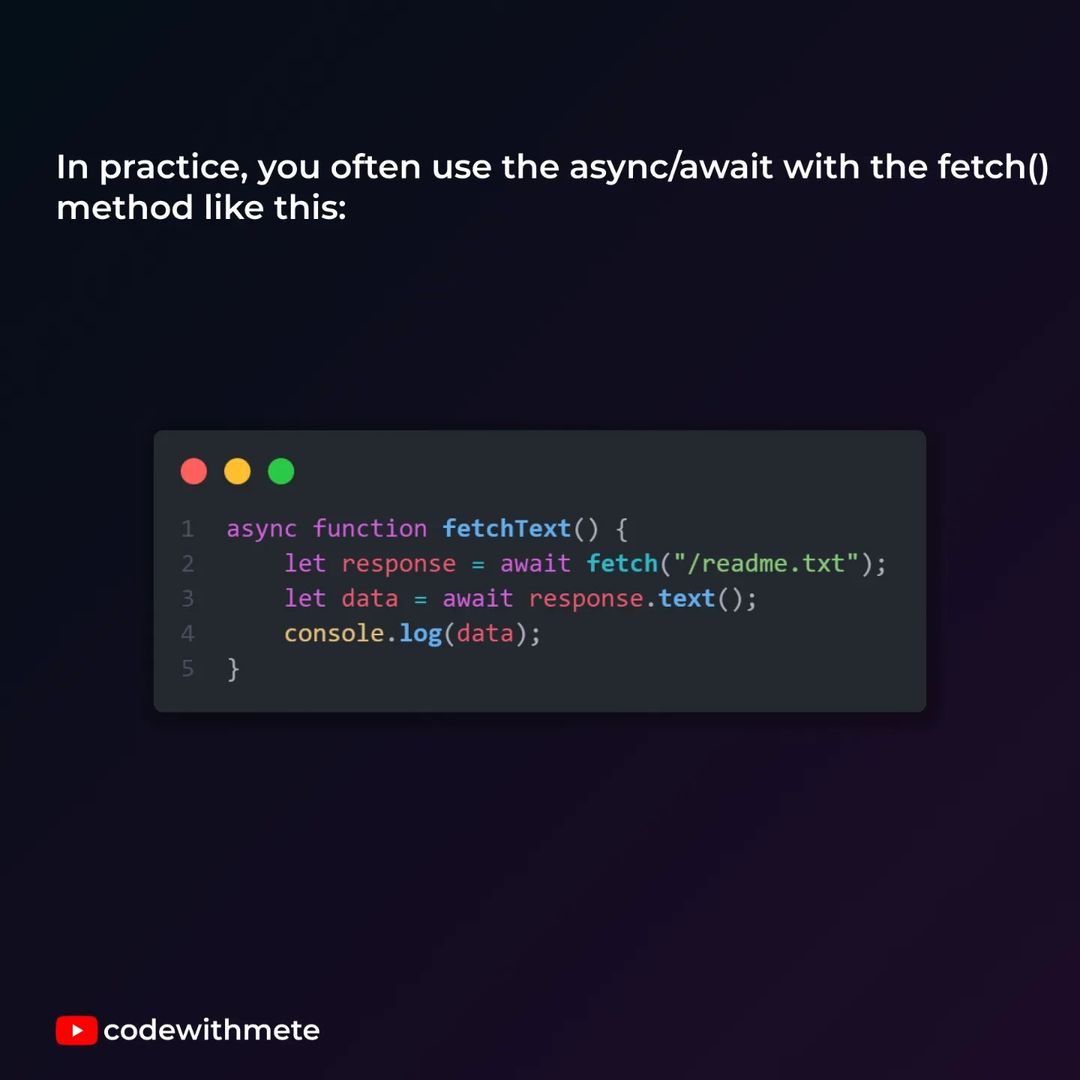 In practice, you often use the async/await with the fetch()
method like this:
1 async function fetchText() {
2     let response = await fetch("/readme.txt");
3     let data = await response.text();
4     console.log(data);
5 }
codewithmete